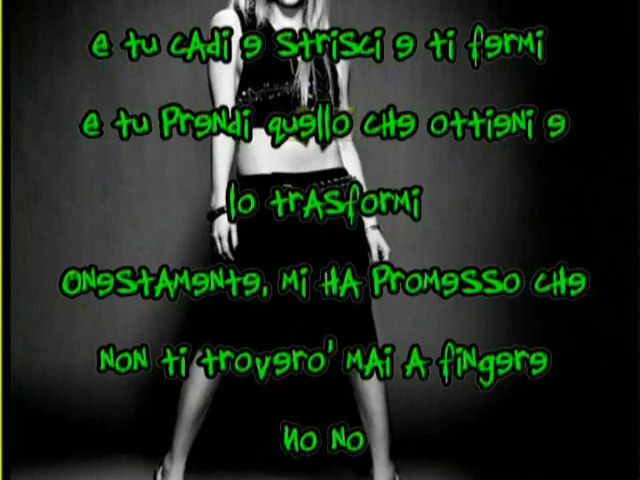 e tu cadi e strisci e ti fermi
e tu prendi quello che ottieni e
lo trasformi
onestamente, mi ha promesso che
non ti trovero' mai a fingere
no no